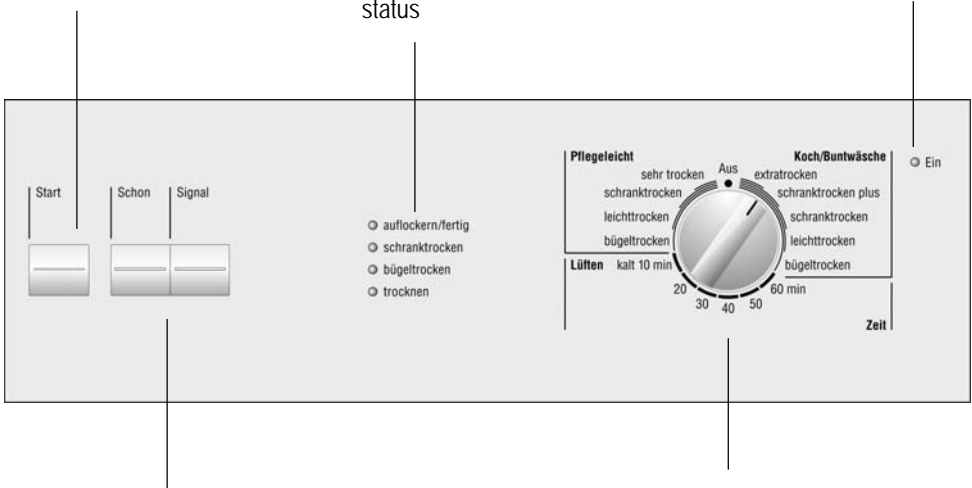 status
Start
Schon
Signal
auflockern/fertig
schranktrocken
bügeltrocken
trocknen
Pflegeleicht
sehr trocken
schranktrocken
leichttrocken
bügeltrocken
Aus
Koch/Buntwäsche
extratrocken
schranktrocken plus
schranktrocken
leichttrocken
bügeltrocken
Lüften kalt 10 min
20
30
40
50
60 min
Zeit
Ein